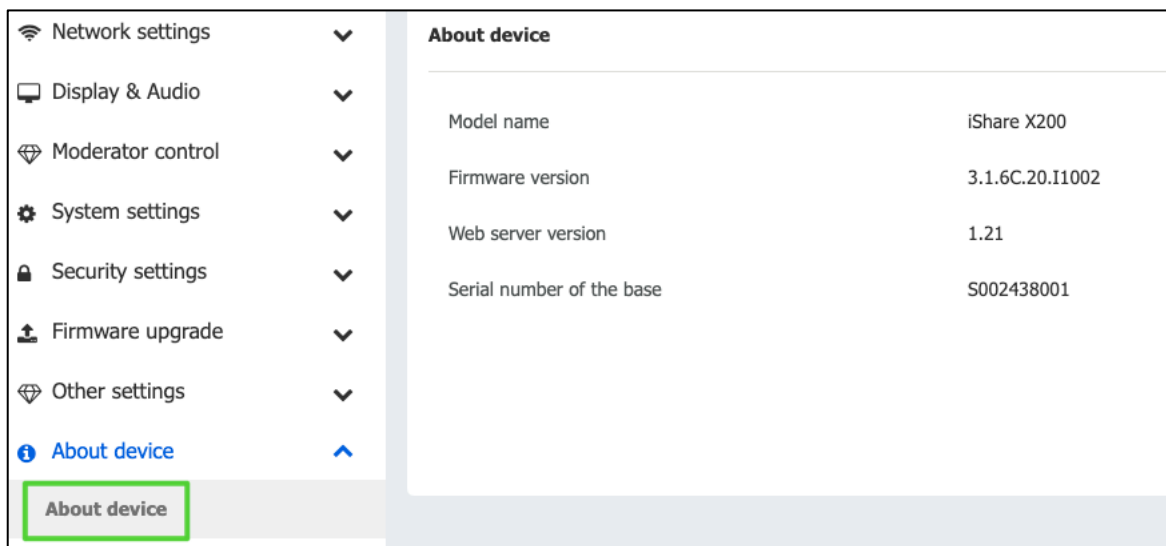 Network settings
Display & Audio
Moderator control
System settings
Security settings
Firmware upgrade
Other settings
About device
About device
About device
Model name iShare X200
Firmware version 3.1.6C.20.I1002
Web server version 1.21
Serial number of the base S002438001